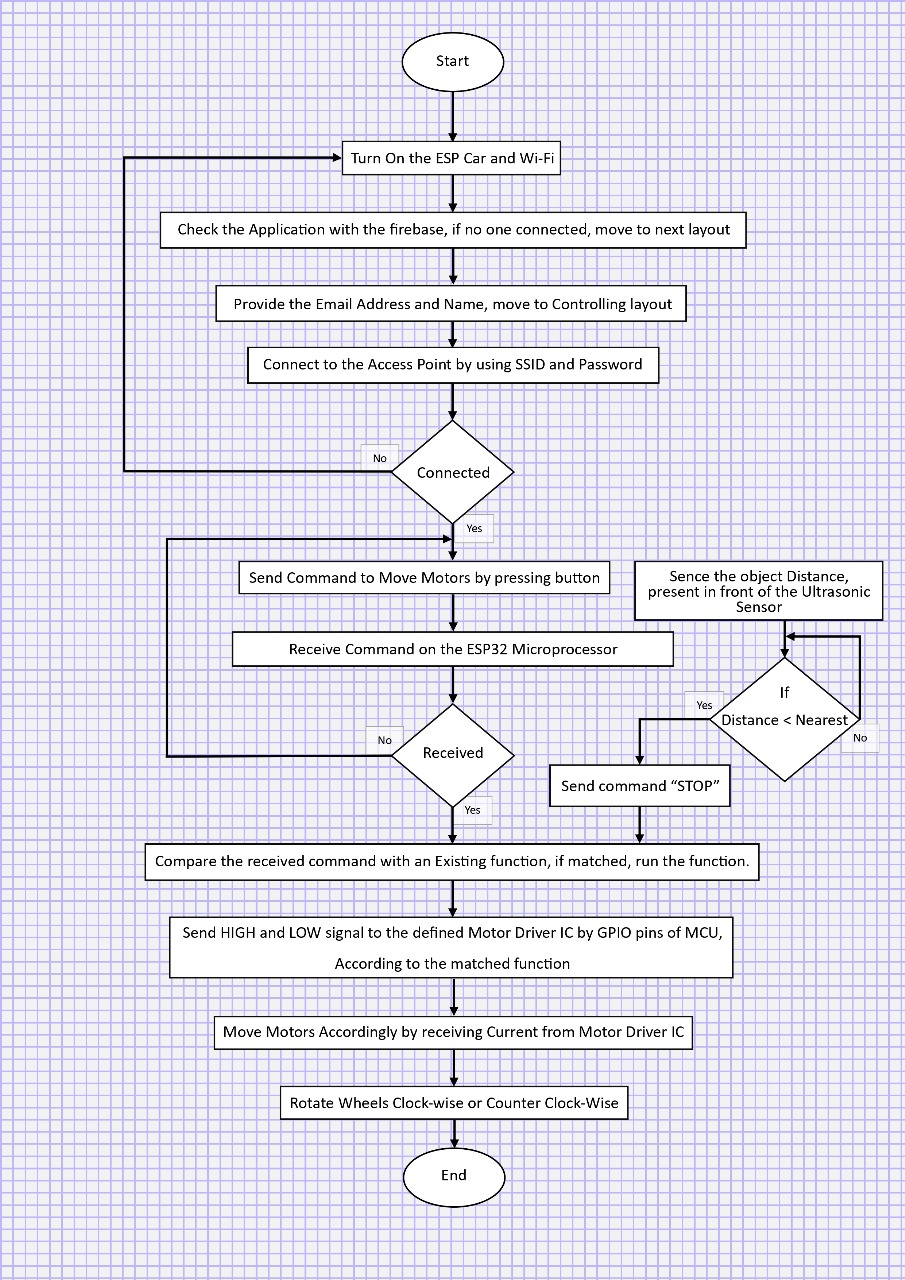 Start
Turn On the ESP Car and Wi-Fi
Check the Application with the firebase, if no one connected, move to next layout
Provide the Email Address and Name, move to Controlling layout
Connect to the Access Point by using SSID and Password
No
Connected
Yes
Send Command to Move Motors by pressing button
Sence the object Distance,
present in front of the Ultrasonic
Sensor
Receive Command on the ESP32 Microprocessor
If
Distance < Nearest
Yes
No
No
Received
Yes
Send command “STOP”
Compare the received command with an Existing function, if matched, run the function.
Send HIGH and LOW signal to the defined Motor Driver IC by GPIO pins of MCU,
According to the matched function
Move Motors Accordingly by receiving Current from Motor Driver IC
Rotate Wheels Clock-wise or Counter Clock-Wise
End